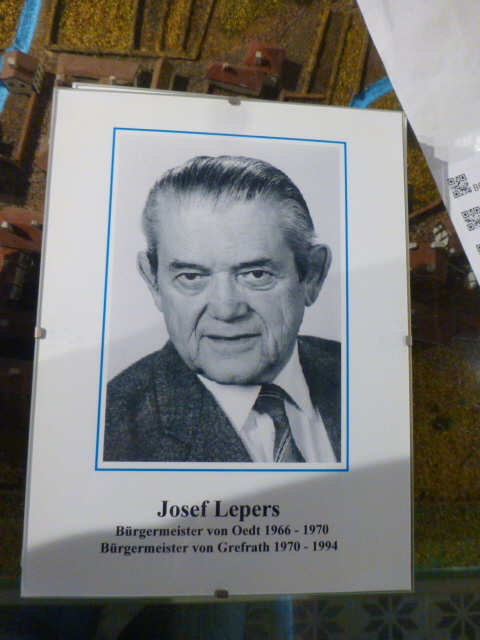 Josef Lepers
Bürgermeister von Oedt 1966 - 1970
Bürgermeister von Grefrath 1970 - 1994